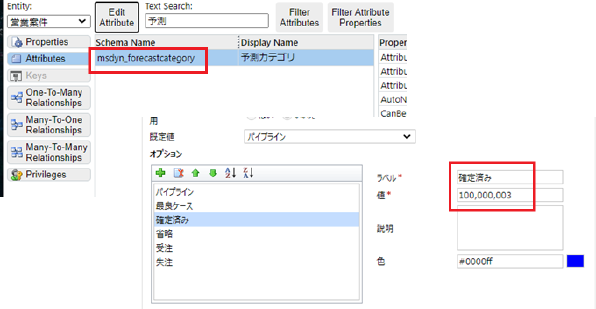 Entity:
営業案件
Edit
Attribute
Text Search:
予測
Filter
Attributes
Filter Attribute
Properties
Properties
Attributes
Keys
One-To-Many
Relationships
Many-To-One
Relationships
Many-To-Many
Relationships
Privileges
Schema Name
Display Name
Proper
msdyn_forecastcategory
予測カテゴリ
Attribu
Attribu
Attribu
AutoN
CanBe
用
既定値
パイプライン
オプション
パイプライン
最良ケース
確定済み
省略
受注
失注
ラベル*
確定済み
値*
100,000,003
説明
色
#0000ff